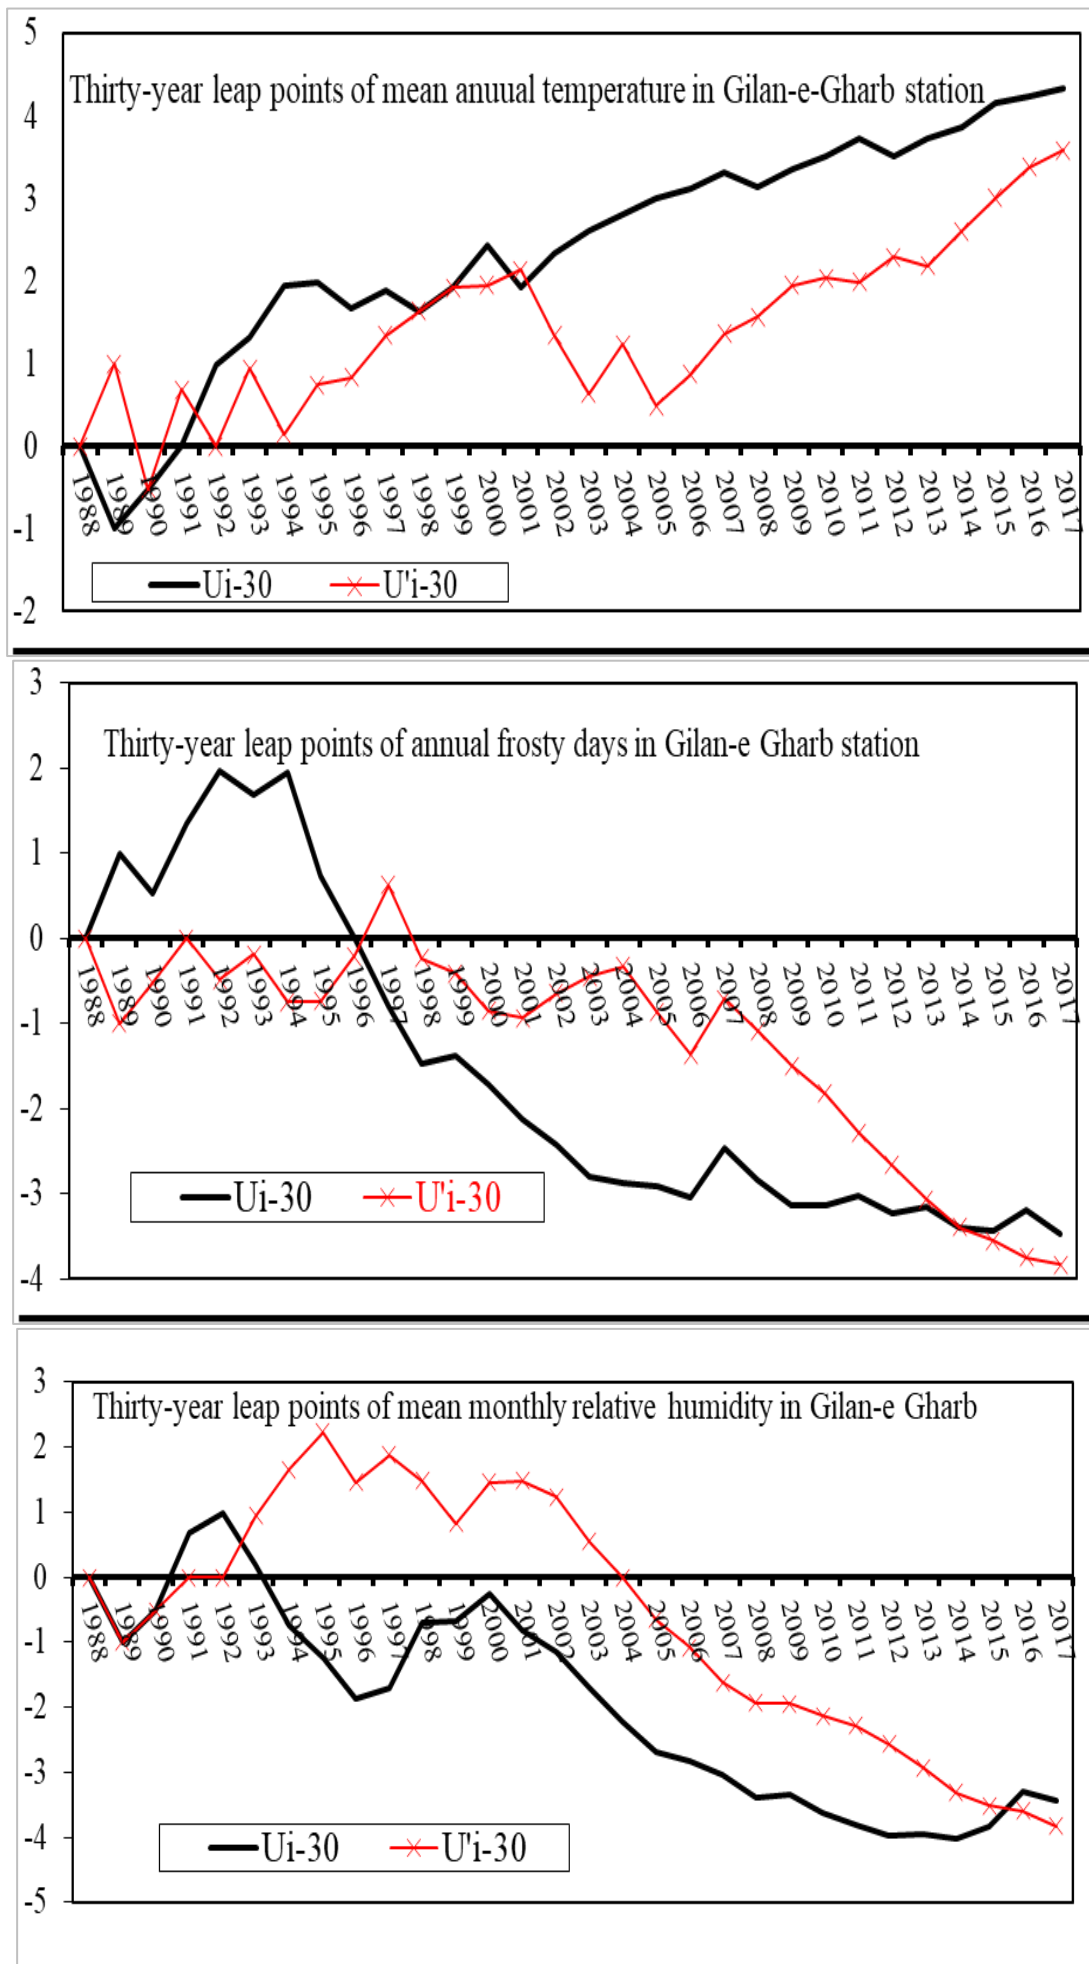 5
Thirty-year leap points of mean anuual temperature in Gilan-e-Gharb station
4
3
2
1
0
1988 1989 1990 1991 1992 1993 1994 1995 1996 1997 1998 1999 2000 2001 2002 2003 2004 2005 2006 2007 2008 2009 2010 2011 2012 2013 2014 2015 2016 2017
-1
Ui-30 U'i-30
-2
3
Thirty-year leap points of annual frosty days in Gilan-e Gharb station
2
1
0
1988 1989 1990 1991 1992 1993 1994 1995 1996 1997 1998 1999 2000 2001 2002 2003 2004 2005 2006 2007 2008 2009 2010 2011 2012 2013 2014 2015 2016 2017
-1
-2
-3
Ui-30 U'i-30
-4
3
Thirty-year leap points of mean monthly relative humidity in Gilan-e Gharb
2
1
0
1988 1989 1990 1991 1992 1993 1994 1995 1996 1997 1998 1999 2000 2001 2002 2003 2004 2005 2006 2007 2008 2009 2010 2011 2012 2013 2014 2015 2016 2017
-1
-2
-3
-4
Ui-30 U'i-30
-5